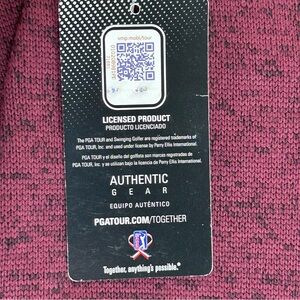 smp.mobi/tour
LICENSED PRODUCT
PRODUCTO LICENCIADO
The PGA TOUR and Swinging Golfer are registered trademarks of
PGA TOUR, Inc. and used under license by Perry Ellis International.
PGA TOUR y el diseño del golfista son marcas registradas de
PGA TOUR, Inc. y se utilizan bajo la licencia de Perry Ellis International.
AUTHENTIC
GEAR
EQUIPO AUTÉNTICO
PGATOUR.COM/TOGETHER
Together, anything's possible.®